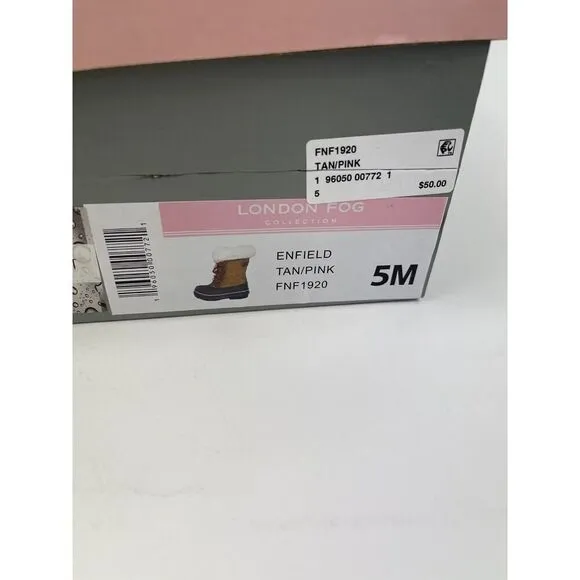 FNF1920
TAN/PINK
1 96050 00772 1
5
$50.00
LONDON FOG
COLLECTION
ENFIELD
TAN/PINK
FNF1920
5M